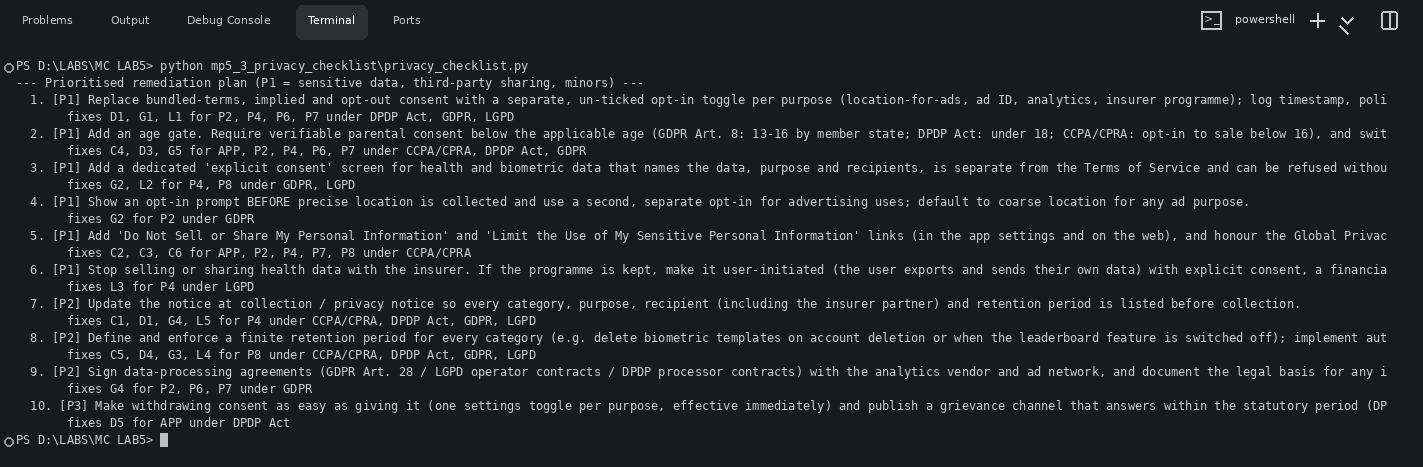 Problems Output Debug Console Terminal Ports >_ powershell
PS D:\LABS\MC LAB5> python mp5_3_privacy_checklist\privacy_checklist.py
--- Prioritised remediation plan (P1 = sensitive data, third-party sharing, minors) ---
1. [P1] Replace bundled-terms, implied and opt-out consent with a separate, un-ticked opt-in toggle per purpose (location-for-ads, ad ID, analytics, insurer programme); log timestamp, poli
fixes D1, G1, L1 for P2, P4, P6, P7 under DPDP Act, GDPR, LGPD
2. [P1] Add an age gate. Require verifiable parental consent below the applicable age (GDPR Art. 8: 13-16 by member state; DPDP Act: under 18; CCPA/CPRA: opt-in to sale below 16), and swit
fixes C4, D3, G5 for APP, P2, P4, P6, P7 under CCPA/CPRA, DPDP Act, GDPR
3. [P1] Add a dedicated 'explicit consent' screen for health and biometric data that names the data, purpose and recipients, is separate from the Terms of Service and can be refused withou
fixes G2, L2 for P4, P8 under GDPR, LGPD
4. [P1] Show an opt-in prompt BEFORE precise location is collected and use a second, separate opt-in for advertising uses; default to coarse location for any ad purpose.
fixes G2 for P2 under GDPR
5. [P1] Add 'Do Not Sell or Share My Personal Information' and 'Limit the Use of My Sensitive Personal Information' links (in the app settings and on the web), and honour the Global Privac
fixes C2, C3, C6 for APP, P2, P4, P7, P8 under CCPA/CPRA
6. [P1] Stop selling or sharing health data with the insurer. If the programme is kept, make it user-initiated (the user exports and sends their own data) with explicit consent, a financia
fixes L3 for P4 under LGPD
7. [P2] Update the notice at collection / privacy notice so every category, purpose, recipient (including the insurer partner) and retention period is listed before collection.
fixes C1, D1, G4, L5 for P4 under CCPA/CPRA, DPDP Act, GDPR, LGPD
8. [P2] Define and enforce a finite retention period for every category (e.g. delete biometric templates on account deletion or when the leaderboard feature is switched off); implement aut
fixes C5, D4, G3, L4 for P8 under CCPA/CPRA, DPDP Act, GDPR, LGPD
9. [P2] Sign data-processing agreements (GDPR Art. 28 / LGPD operator contracts / DPDP processor contracts) with the analytics vendor and ad network, and document the legal basis for any i
fixes G4 for P2, P6, P7 under GDPR
10. [P3] Make withdrawing consent as easy as giving it (one settings toggle per purpose, effective immediately) and publish a grievance channel that answers within the statutory period (DP
fixes D5 for APP under DPDP Act
PS D:\LABS\MC LAB5>